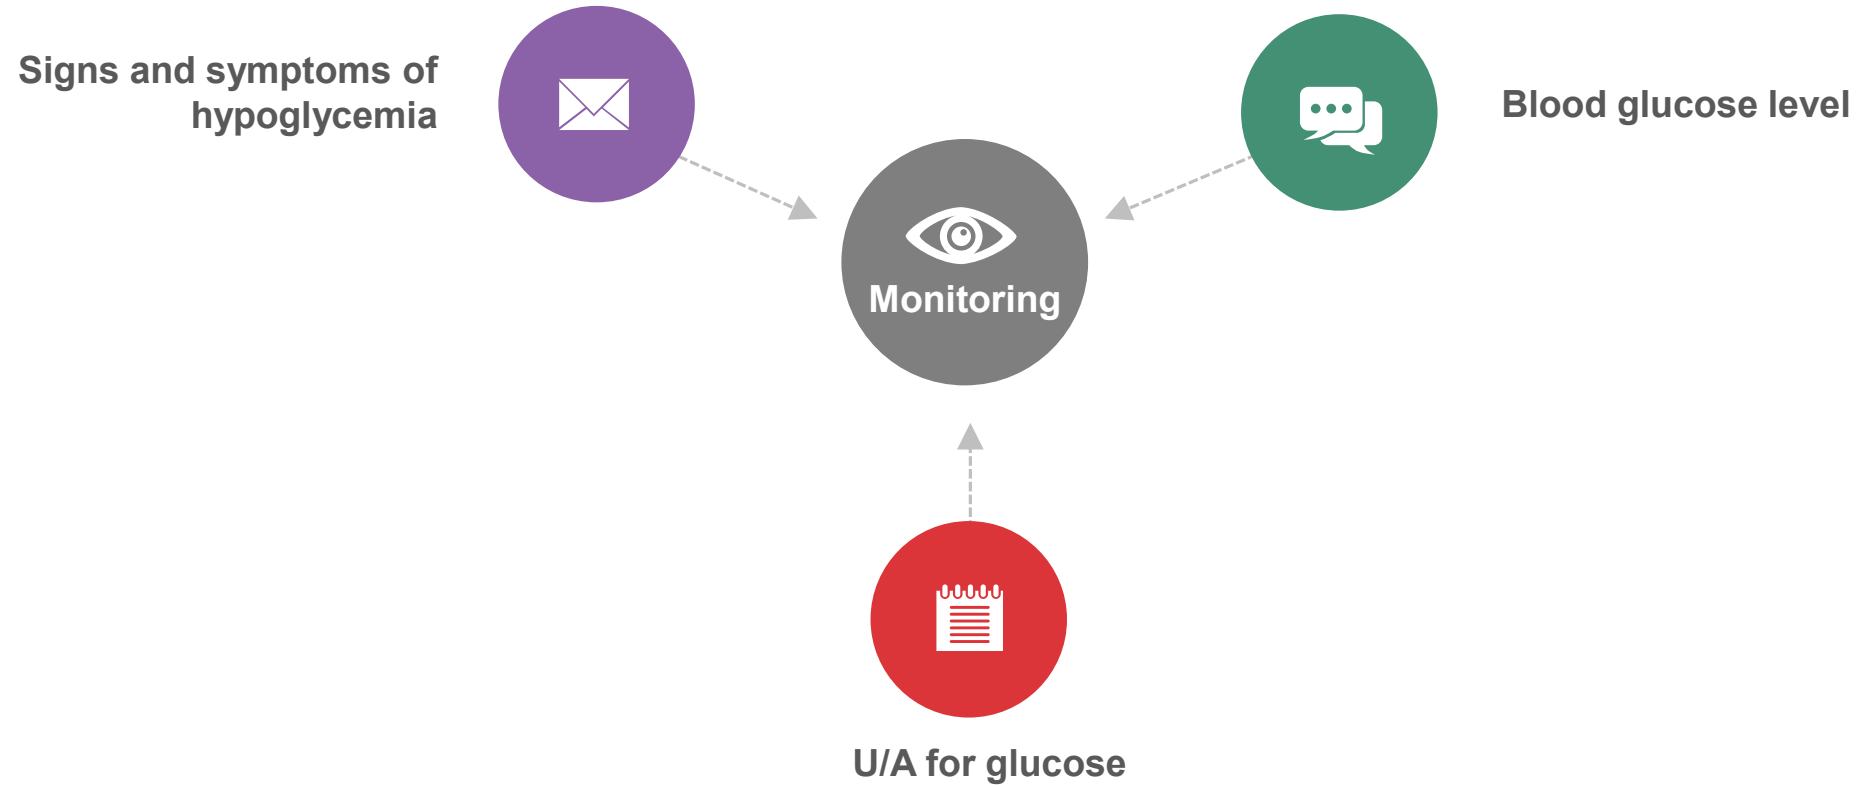 Signs and symptoms of
hypoglycemia
Blood glucose level
Monitoring
U/A for glucose